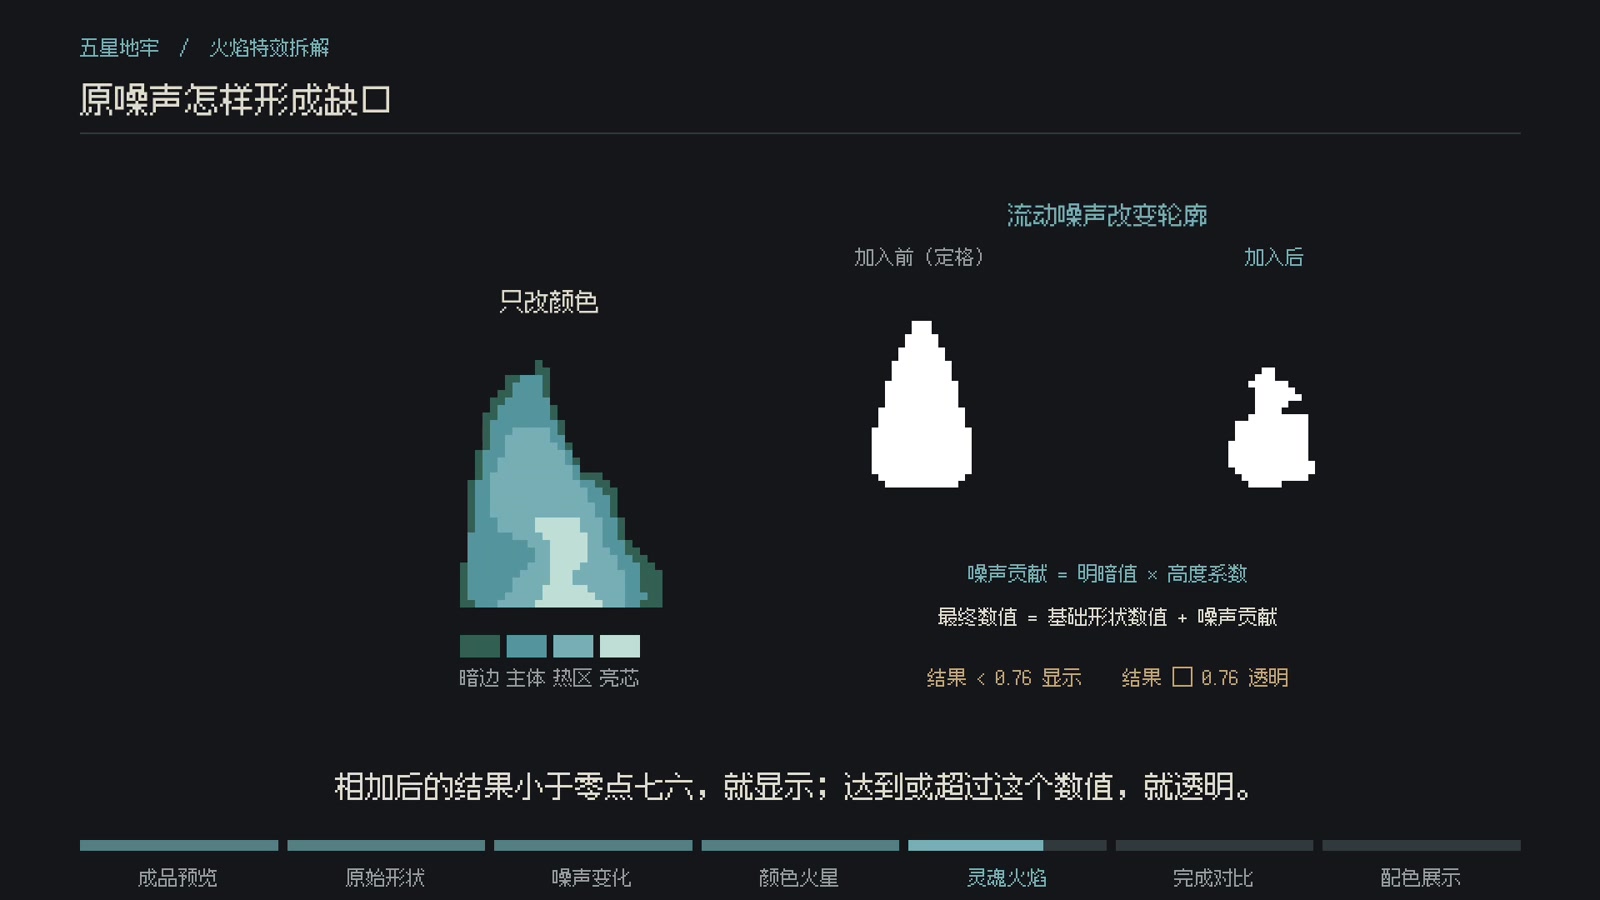 五星地牢 / 火焰特效拆解
原噪声怎样形成缺口
流动噪声改变轮廓
加入前（定格）
加入后
只改颜色
噪声贡献 = 明暗值 × 高度系数
最终数值 = 基础形状数值 + 噪声贡献
暗边 主体 热区 亮芯
结果 < 0.76 显示 结果 □ 0.76 透明
相加后的结果小于零点七六，就显示；达到或超过这个数值，就透明。
成品预览 原始形状 噪声变化 颜色火星 灵魂火焰 完成对比 配色展示